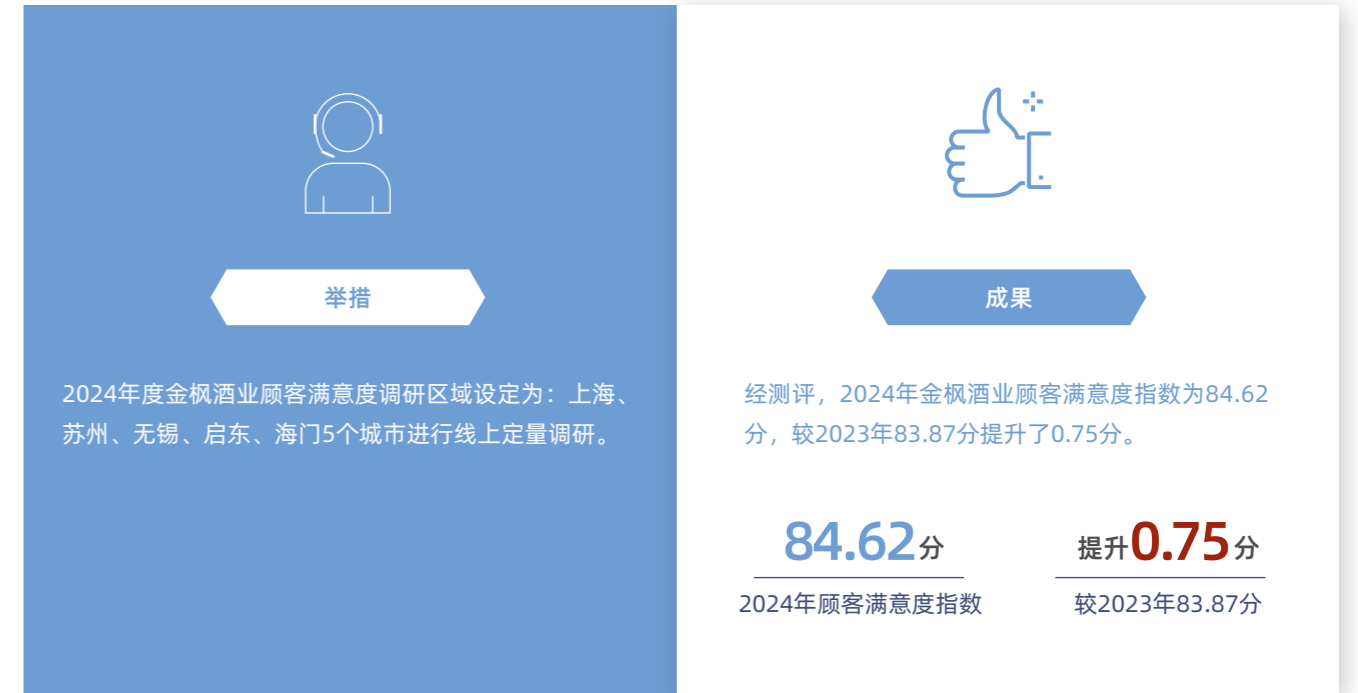 举措
2024年度金枫酒业顾客满意度调研区域设定为：上海、
苏州、无锡、启东、海门5个城市进行线上定量调研。
成果
经测评，2024年金枫酒业顾客满意度指数为84.62
分，较2023年83.87分提升了0.75分。
84.62分
2024年顾客满意度指数
提升0.75分
较2023年83.87分